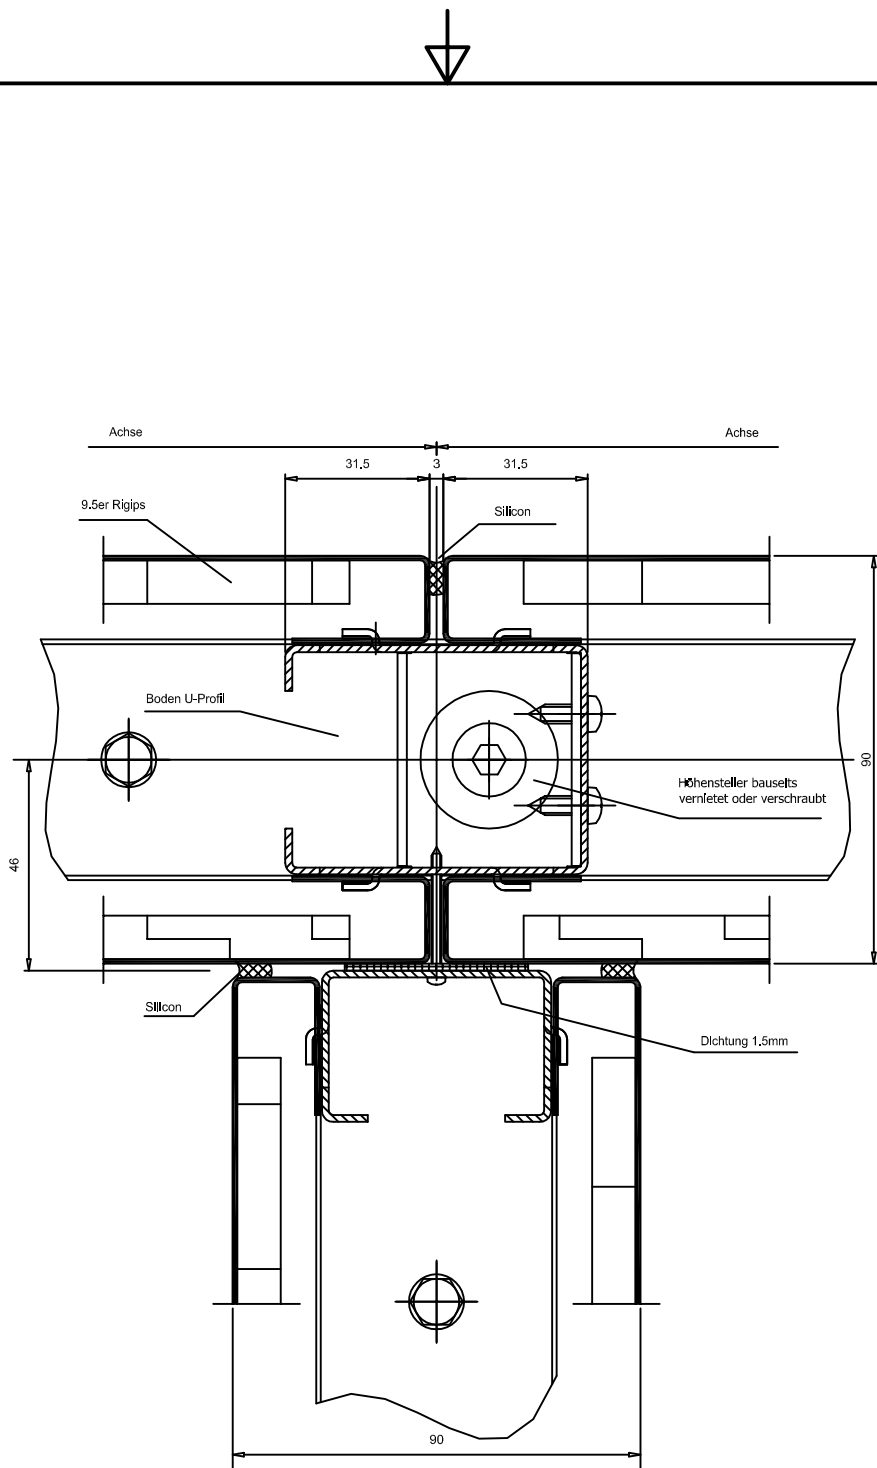 Achse
Achse
31.5
3
31.5
9.5er Rigips
Silicon
Boden U-Profil
90
Höhensteller bauseits
vernietet oder verschraubt
46
Silicon
Dichtung 1.5mm
90